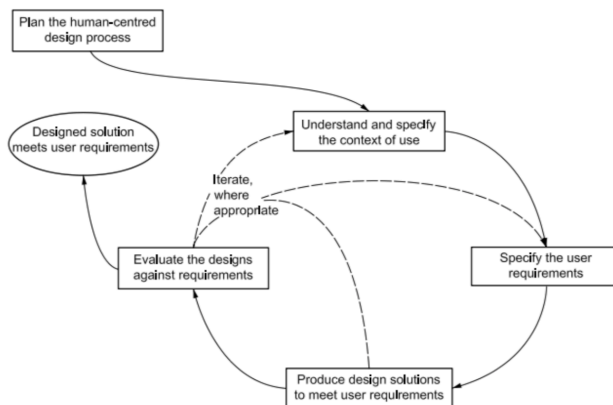 Plan the human-centred
design process
Designed solution
meets user requirements
Understand and specify
the context of use
Iterate,
where
appropriate
Evaluate the designs
against requirements
Specify the user
requirements
Produce design solutions
to meet user requirements